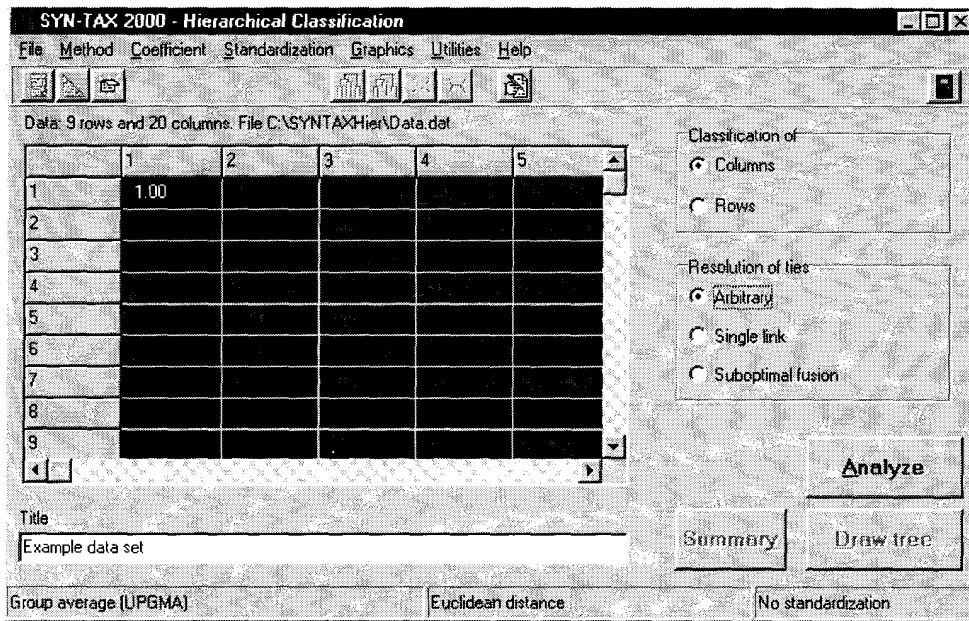 SYN-TAX 2000 - Hierarchical Classification
File Method Coefficient Standardization Graphics Utilities Help
Data: 9 rows and 20 columns. File C:\SYNTAXHier\Data.dat
1 2 3 4 5
1 1.00
2
3
4
5
6
7
8
9
Classification of
Columns
Rows
Resolution of ties
Arbitrary
Single link
Suboptimal fusion
Analyze
Title
Example data set
Summary Draw tree
Group average (UPGMA) Euclidean distance No standardization